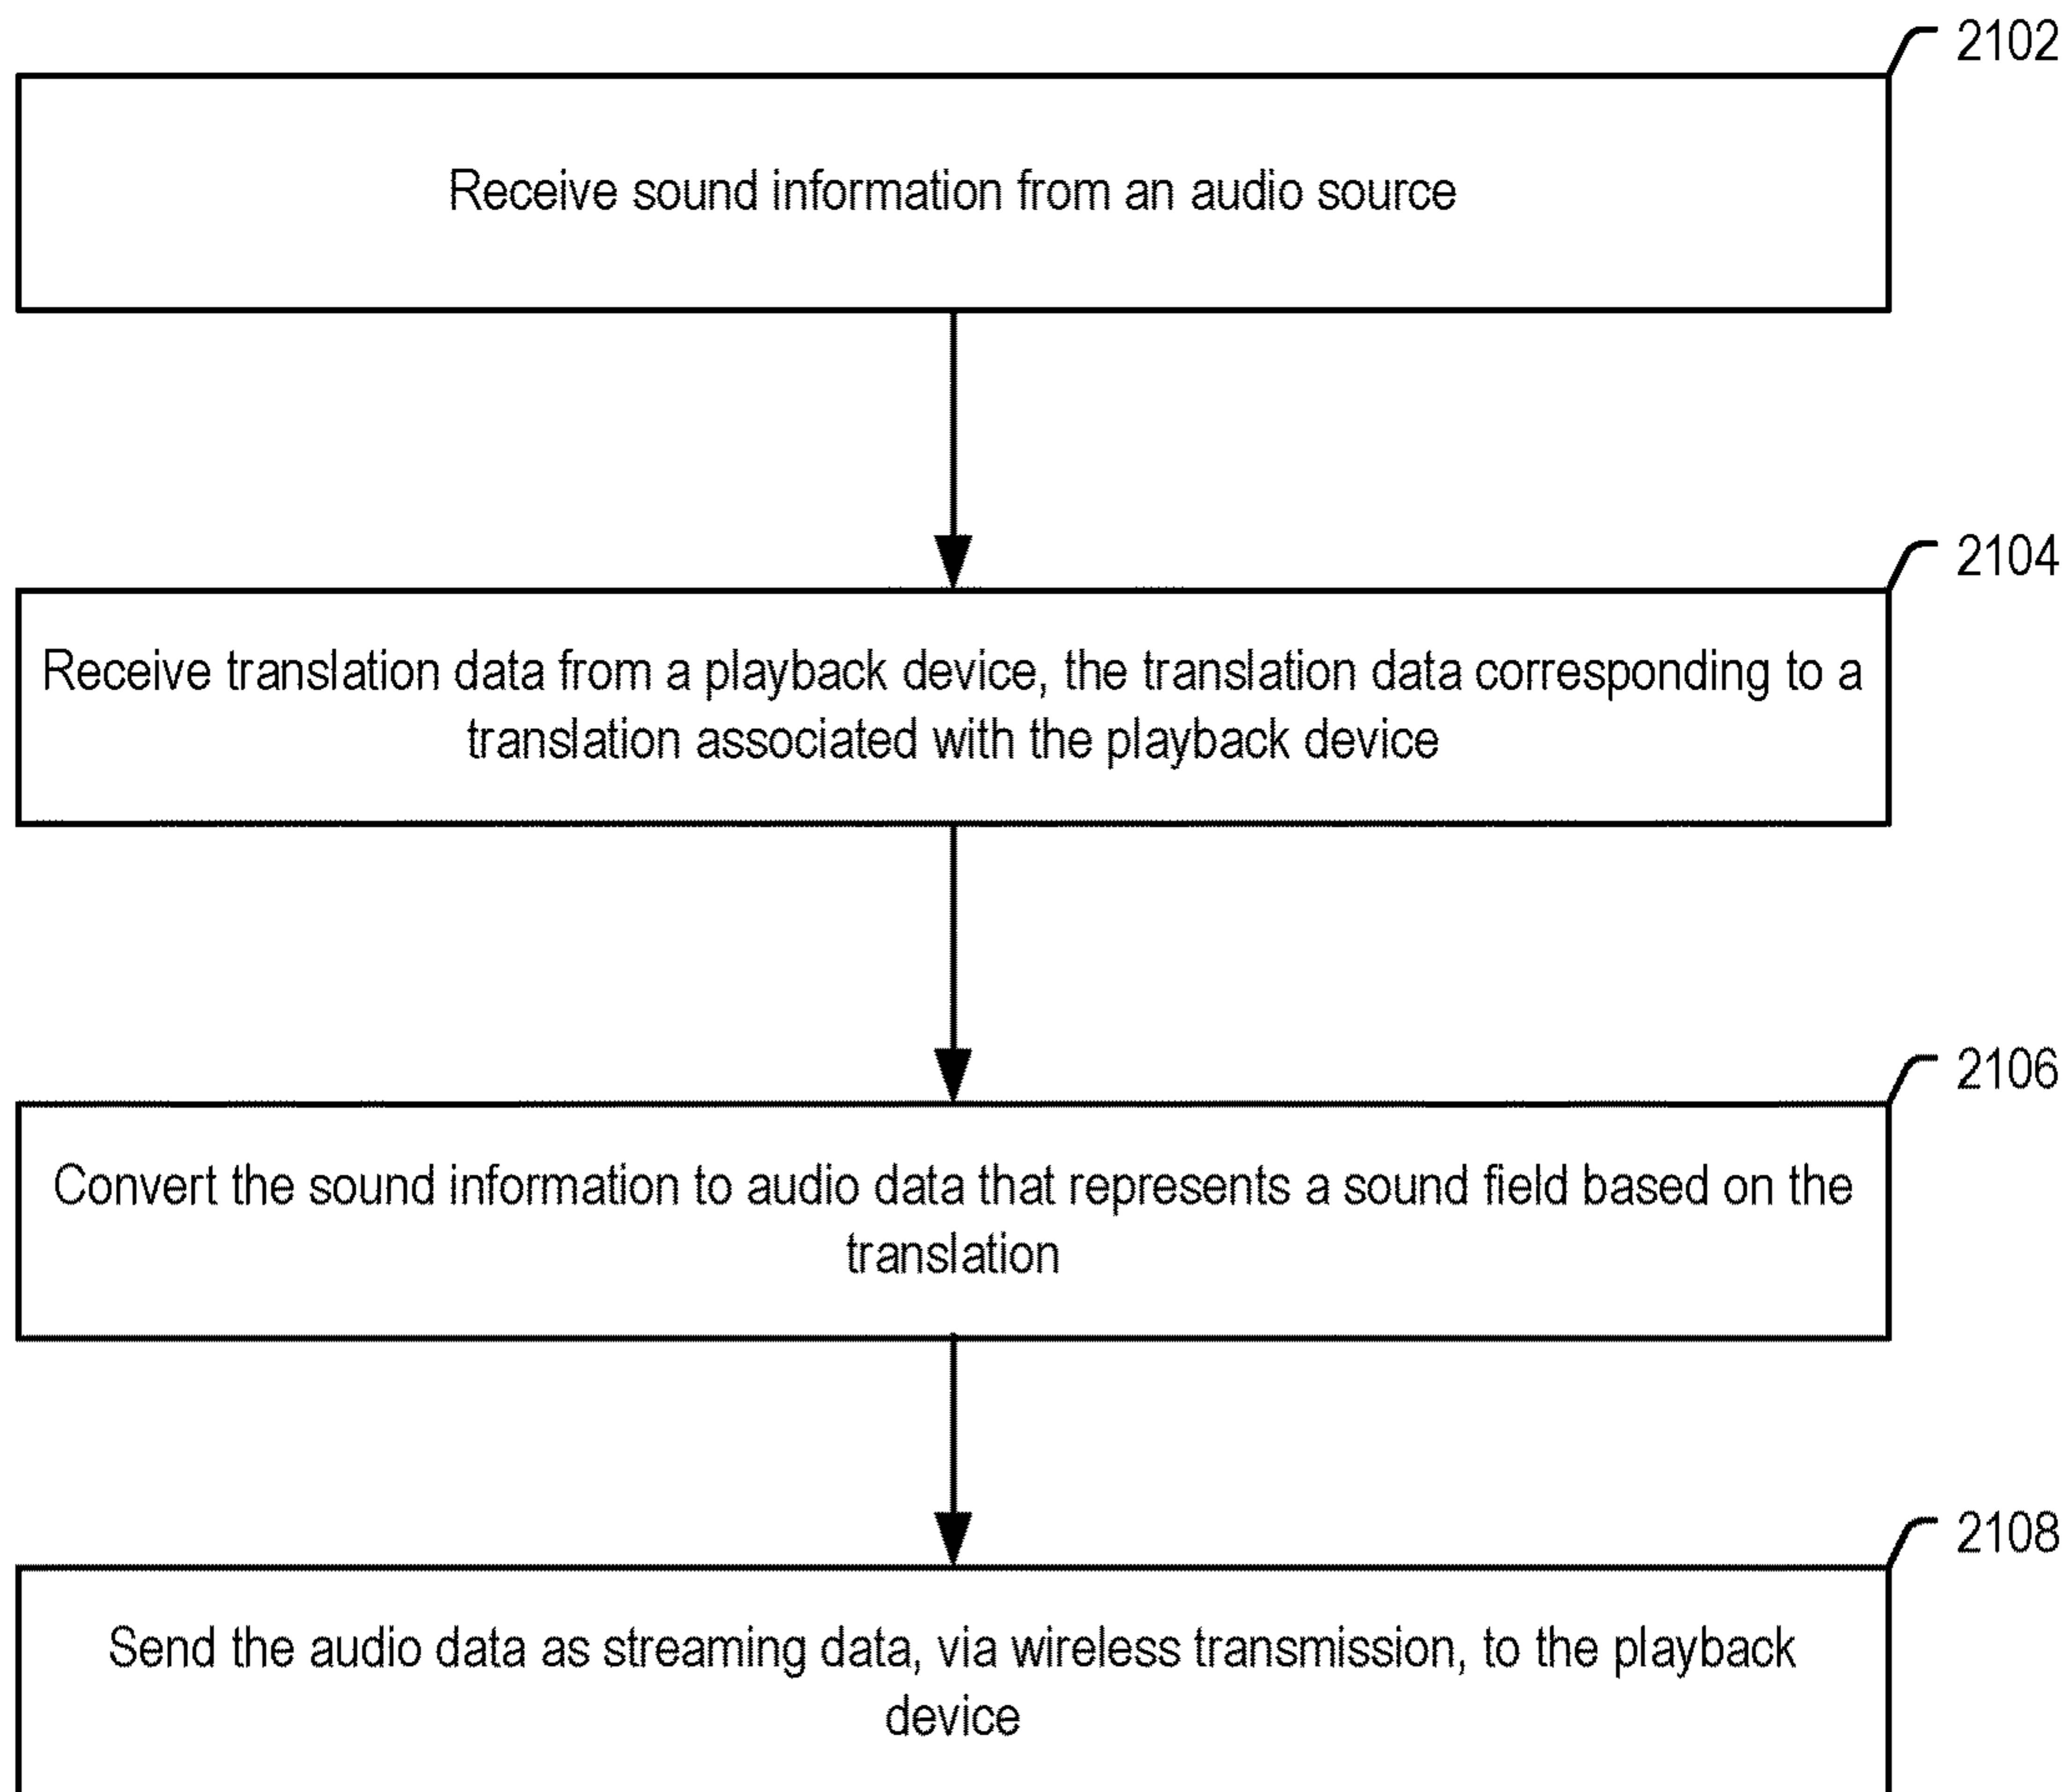 2102
Receive sound information from an audio source
2104
Receive translation data from a playback device, the translation data corresponding to a
translation associated with the playback device
2106
Convert the sound information to audio data that represents a sound field based on the
translation
2108
Send the audio data as streaming data, via wireless transmission, to the playback
device